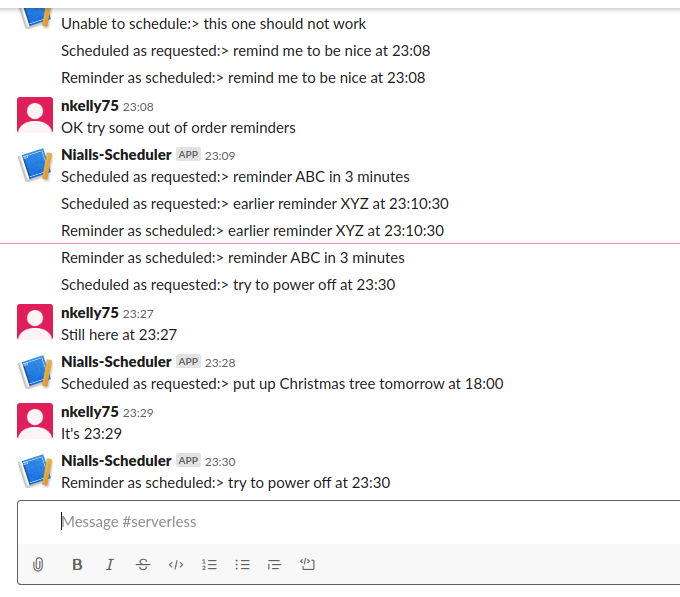 Unable to schedule:> this one should not work
Scheduled as requested:> remind me to be nice at 23:08
Reminder as scheduled:> remind me to be nice at 23:08
nkelly75 23:08
OK try some out of order reminders
Nialls-Scheduler APP 23:09
Scheduled as requested:> reminder ABC in 3 minutes
Scheduled as requested:> earlier reminder XYZ at 23:10:30
Reminder as scheduled:> earlier reminder XYZ at 23:10:30
Reminder as scheduled:> reminder ABC in 3 minutes
Scheduled as requested:> try to power off at 23:30
nkelly75 23:27
Still here at 23:27
Nialls-Scheduler APP 23:28
Scheduled as requested:> put up Christmas tree tomorrow at 18:00
nkelly75 23:29
It's 23:29
Nialls-Scheduler APP 23:30
Reminder as scheduled:> try to power off at 23:30
Message #serverless
B I S </>